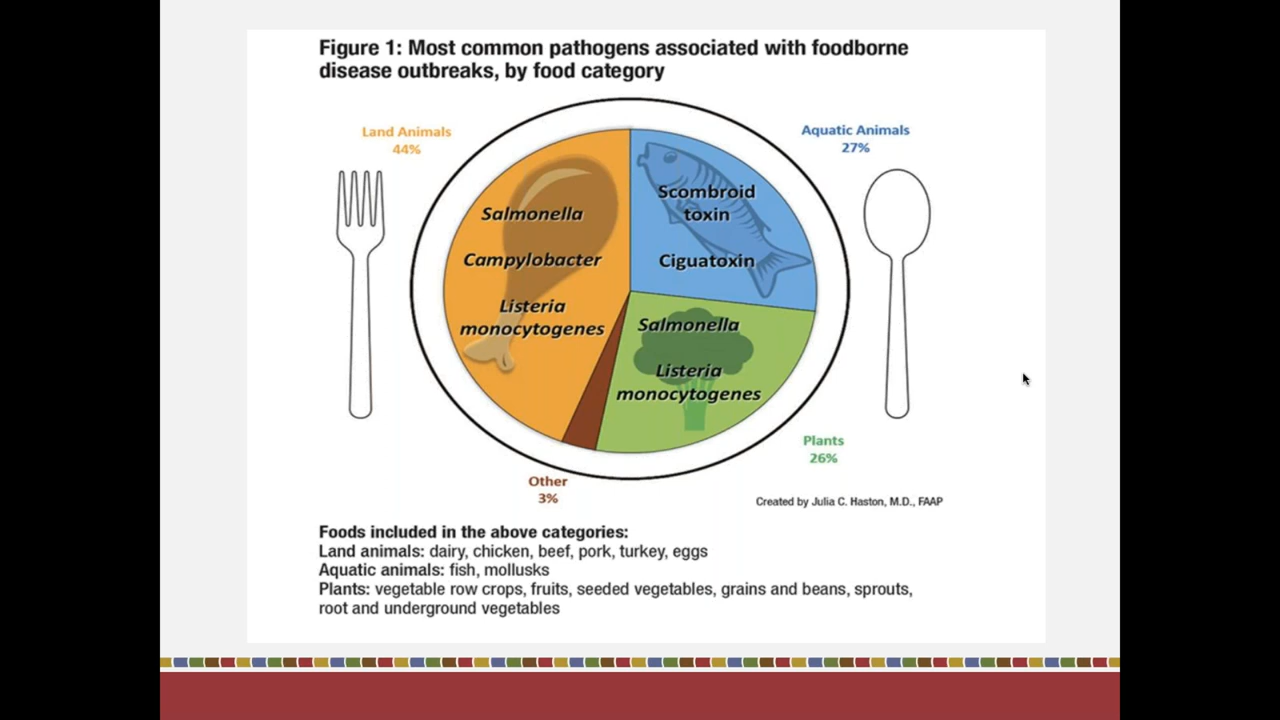 Figure 1: Most common pathogens associated with foodborne
disease outbreaks, by food category
Land Animals
44%
Aquatic Animals
27%
Salmonella
Campylobacter
Listeria
monocytogenes
Scombroid
toxin
Ciguatoxin
Salmonella
Listeria
monocytogenes
Plants
26%
Other
3%
Created by Julia C. Haston, M.D., FAAP
Foods included in the above categories:
Land animals: dairy, chicken, beef, pork, turkey, eggs
Aquatic animals: fish, mollusks
Plants: vegetable row crops, fruits, seeded vegetables, grains and beans, sprouts,
root and underground vegetables